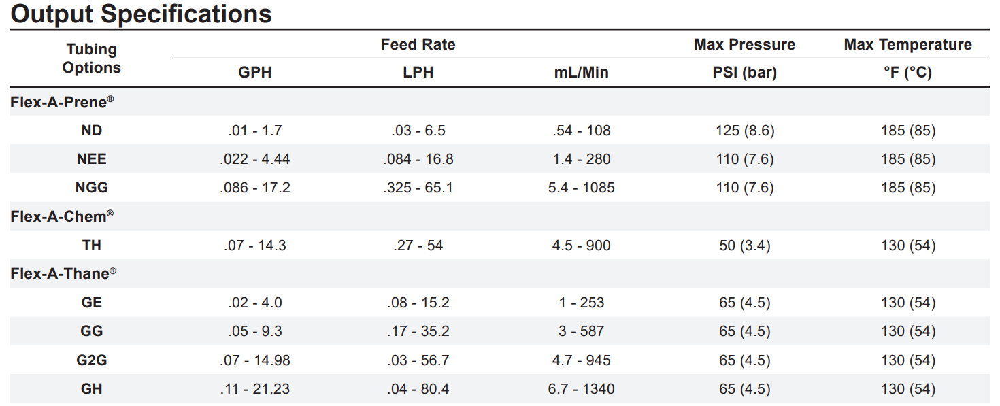 Output Specifications
Tubing Options Feed Rate Max Pressure Max Temperature
GPH LPH mL/Min PSI (bar) °F (°C)
Flex-A-Prene®
ND .01 - 1.7 .03 - 6.5 .54 - 108 125 (8.6) 185 (85)
NEE .022 - 4.44 .084 - 16.8 1.4 - 280 110 (7.6) 185 (85)
NGG .086 - 17.2 .325 - 65.1 5.4 - 1085 110 (7.6) 185 (85)
Flex-A-Chem®
TH .07 - 14.3 .27 - 54 4.5 - 900 50 (3.4) 130 (54)
Flex-A-Thane®
GE .02 - 4.0 .08 - 15.2 1 - 253 65 (4.5) 130 (54)
GG .05 - 9.3 .17 - 35.2 3 - 587 65 (4.5) 130 (54)
G2G .07 - 14.98 .03 - 56.7 4.7 - 945 65 (4.5) 130 (54)
GH .11 - 21.23 .04 - 80.4 6.7 - 1340 65 (4.5) 130 (54)